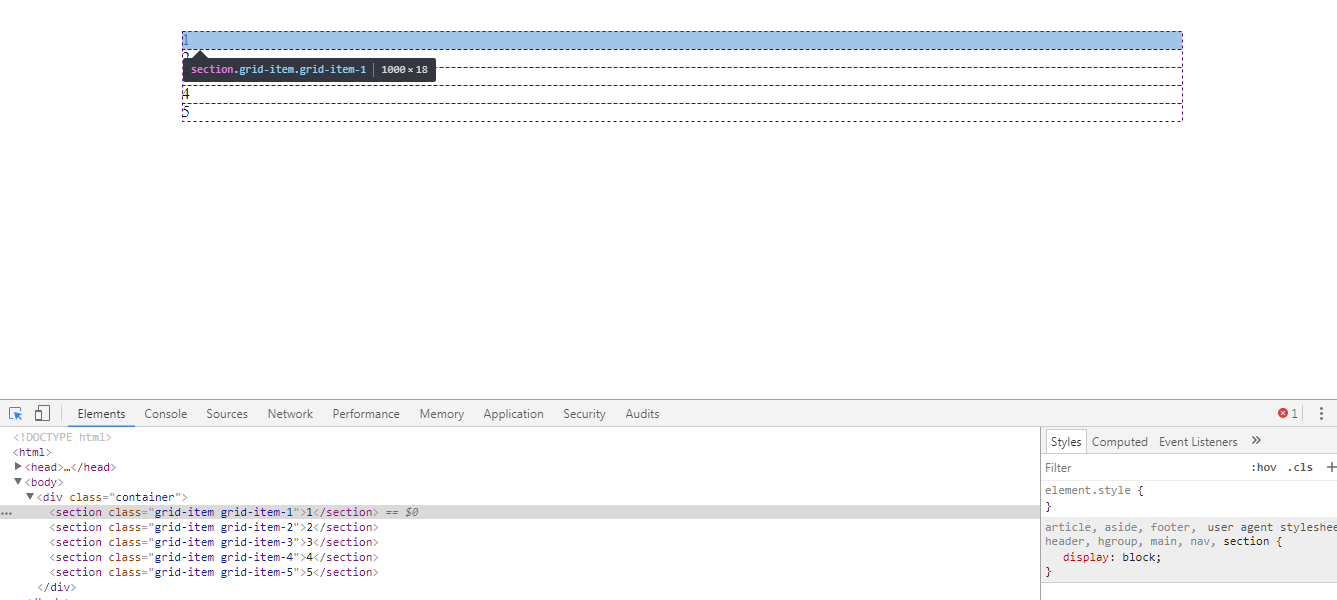 1
section.grid-item.grid-item-1 | 1000 × 18
4
5
Elements Console Sources Network Performance Memory Application Security Audits 1
<!DOCTYPE html>
<html>
<head>…</head>
<body>
<div class="container">
… <section class="grid-item grid-item-1">1</section> == $0
<section class="grid-item grid-item-2">2</section>
<section class="grid-item grid-item-3">3</section>
<section class="grid-item grid-item-4">4</section>
<section class="grid-item grid-item-5">5</section>
</div>
Styles Computed Event Listeners »
Filter :hov .cls +
element.style {
}
article, aside, footer, user agent styleshee
header, hgroup, main, nav, section {
display: block;
}